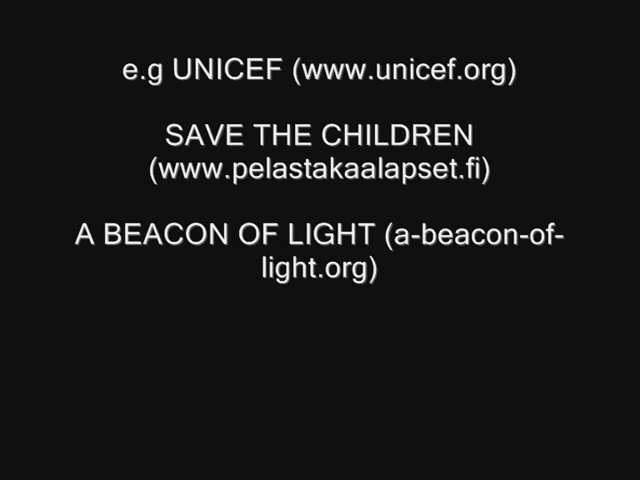 e.g UNICEF (www.unicef.org)
SAVE THE CHILDREN
(www.pelastakaalapset.fi)
A BEACON OF LIGHT (a-beacon-of-
light.org)